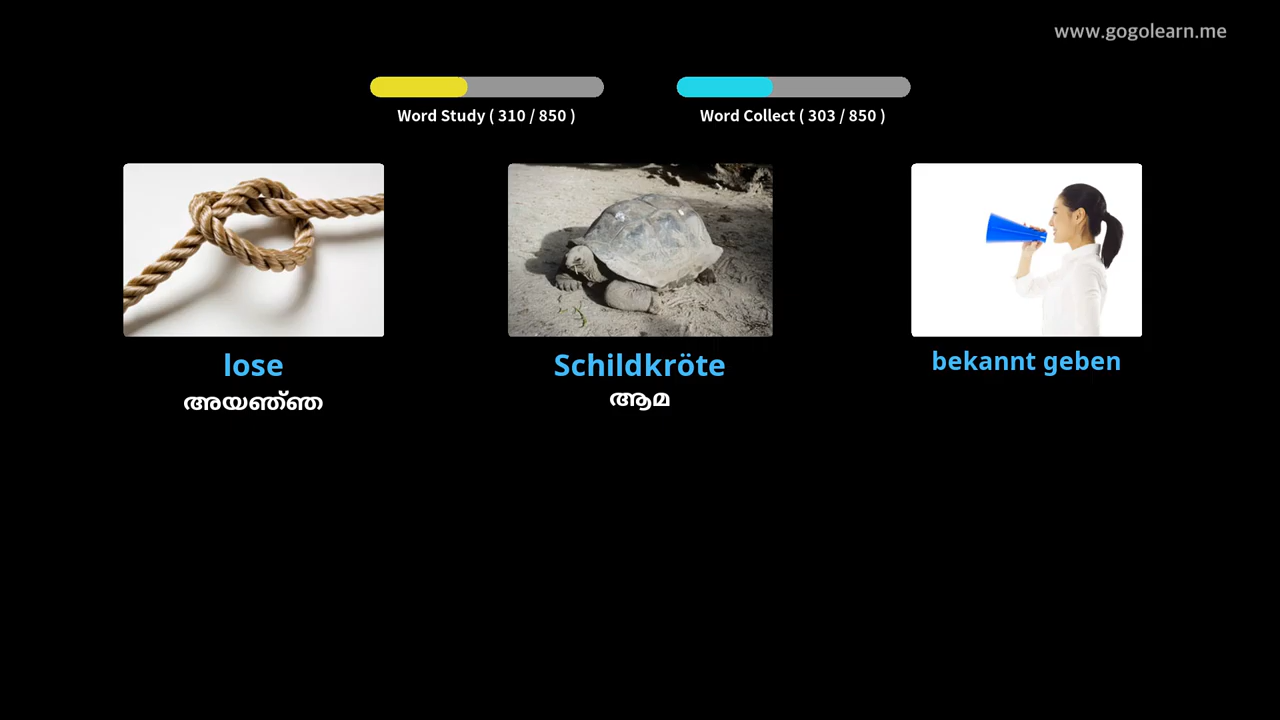 www.gogolearn.me
Word Study ( 310 / 850 )
Word Collect ( 303 / 850 )
lose
അയഞ്ഞ
Schildkröte
ആമ
bekannt geben